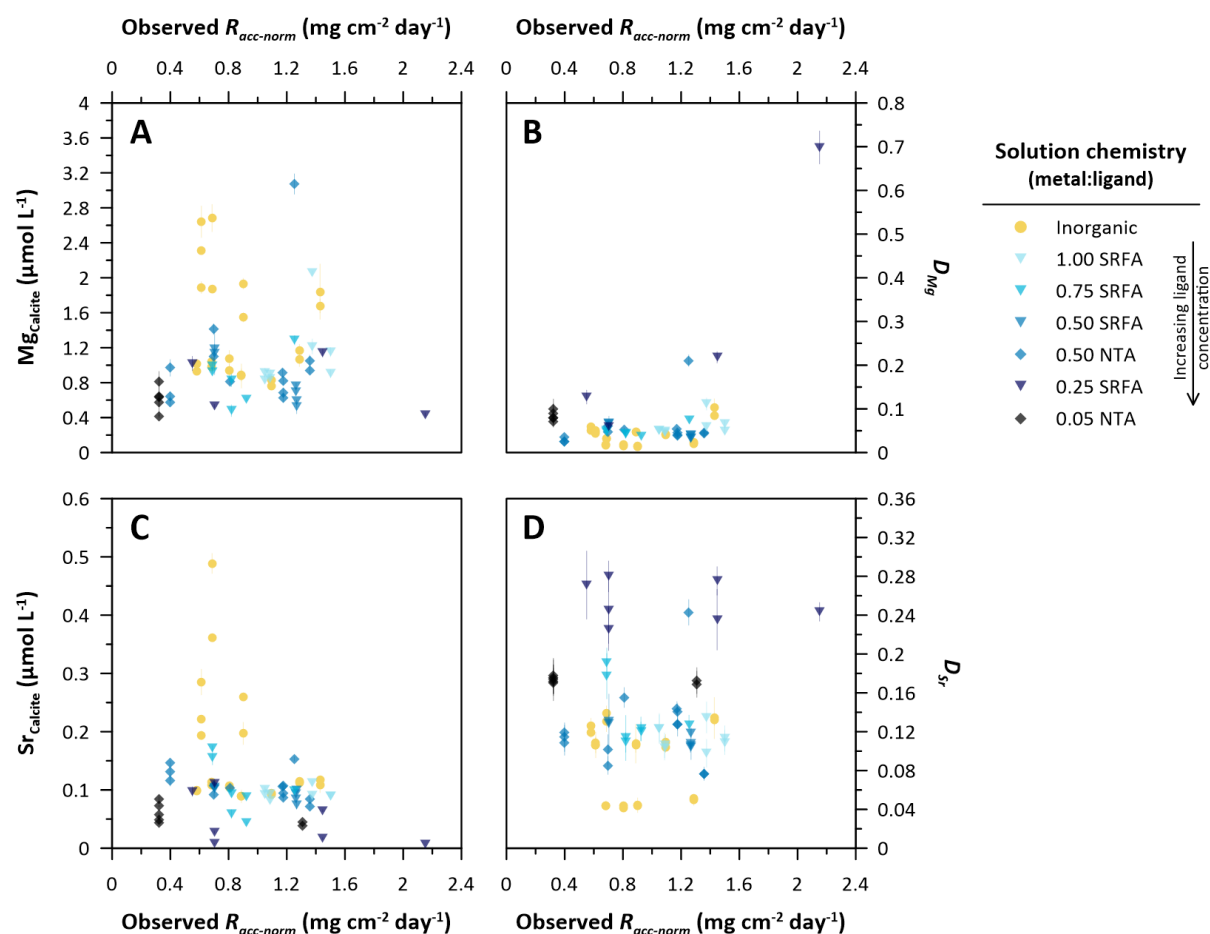 Observed R acc-norm (mg cm-2 day-1)
Observed R acc-norm (mg cm-2 day-1)
0 0.4 0.8 1.2 1.6 2 2.4
0 0.4 0.8 1.2 1.6 2 2.4
A
4
3.6
3.2
2.8
2.4
2
1.6
1.2
0.8
0.4
0
MgCalcite (µmol L-1)
B
0.8
0.7
0.6
0.5
0.4
0.2
0.2
0.1
0
DMg
Solution chemistry
(metal:ligand)
Inorganic
1.00 SRFA
0.75 SRFA
0.50 SRFA
0.50 NTA
0.25 SRFA
0.05 NTA
Increasing ligand
concentration
C
0.6
0.5
0.4
0.3
0.2
0.1
0
SrCalcite (µmol L-1)
D
0.36
0.32
0.28
0.24
0.2
0.16
0.12
0.08
0.04
0
DSr
0 0.4 0.8 1.2 1.6 2 2.4
0 0.4 0.8 1.2 1.6 2 2.4
Observed R acc-norm (mg cm-2 day-1)
Observed R acc-norm (mg cm-2 day-1)